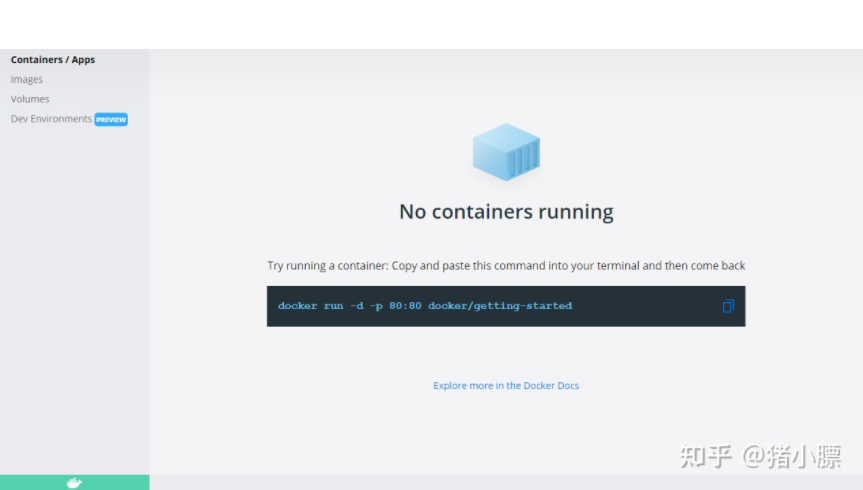 Containers / Apps
Images
Volumes
Dev Environments PREVIEW
No containers running
Try running a container: Copy and paste this command into your terminal and then come back
docker run -d -p 80:80 docker/getting-started
Explore more in the Docker Docs
知乎 @猪小膘